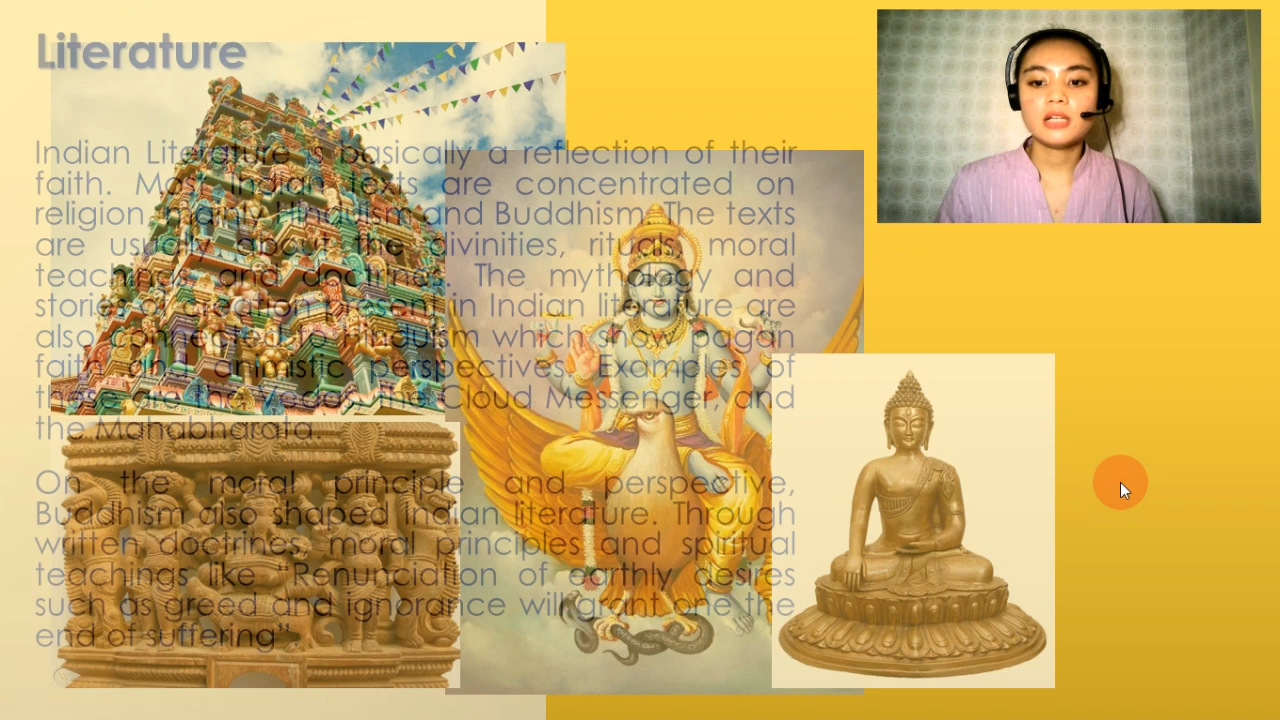 Literature
Indian Literature is basically a reflection of their
faith. Most Indian texts are concentrated on
religion, mainly Hinduism and Buddhism. The texts
are usually about the divinities, rituals, moral
teachings and doctrines. The mythology and
stories of creation present in Indian literature are
also connected to Hinduism which show pagan
faith and animistic perspectives. Examples of
these are the Vedas, the Cloud Messenger, and
the Mahabharata.
On the moral principle and perspective,
Buddhism also shaped Indian literature. Through
written doctrines, moral principles and spiritual
teachings like “Renunciation of earthly desires
such as greed and ignorance will grant one the
end of suffering”